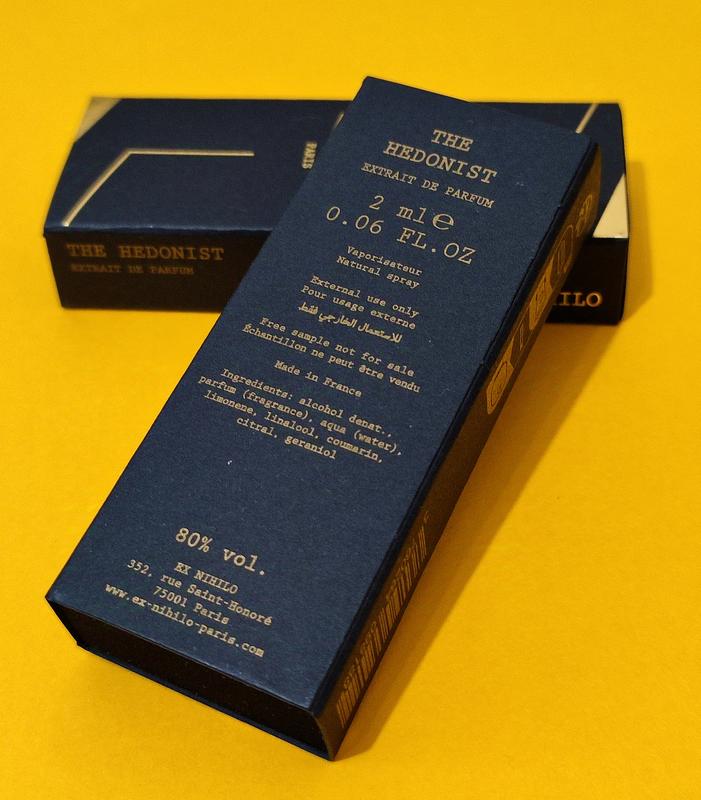 THE
HEDONIST
EXTRAIT DE PARFUM
2 ml e
0.06 FL.OZ
Vaporisateur
Natural spray
External use only
Pour usage externe
للاستعمال الخارجي فقط
Free sample not for sale
Échantillon ne peut être vendu
Made in France
Ingredients: alcohol denat.,
parfum (fragrance), aqua (water),
limonene, linalool, coumarin,
citral, geraniol
80% vol.
EX NIHILO
352, rue Saint-Honoré
75001 Paris
www.ex-nihilo-paris.com
PARIS
THE HEDONIST
EXTRAIT DE PARFUM
HILO